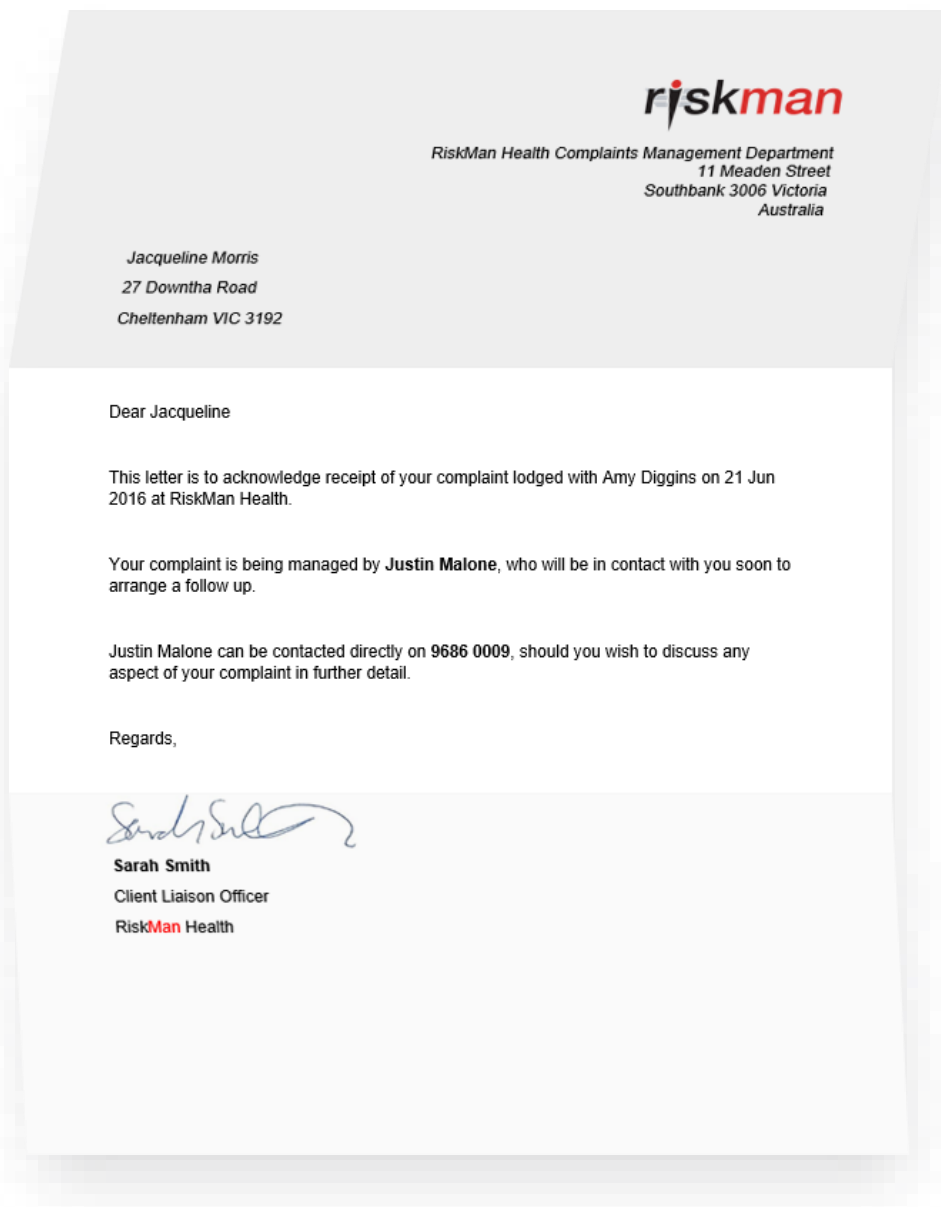 riskman
RiskMan Health Complaints Management Department
11 Meaden Street
Southbank 3006 Victoria
Australia
Jacqueline Morris
27 Downtha Road
Cheltenham VIC 3192
Dear Jacqueline
This letter is to acknowledge receipt of your complaint lodged with Amy Diggins on 21 Jun
2016 at RiskMan Health.
Your complaint is being managed by Justin Malone, who will be in contact with you soon to
arrange a follow up.
Justin Malone can be contacted directly on 9686 0009, should you wish to discuss any
aspect of your complaint in further detail.
Regards,
Sarah Smith
Client Liaison Officer
RiskMan Health